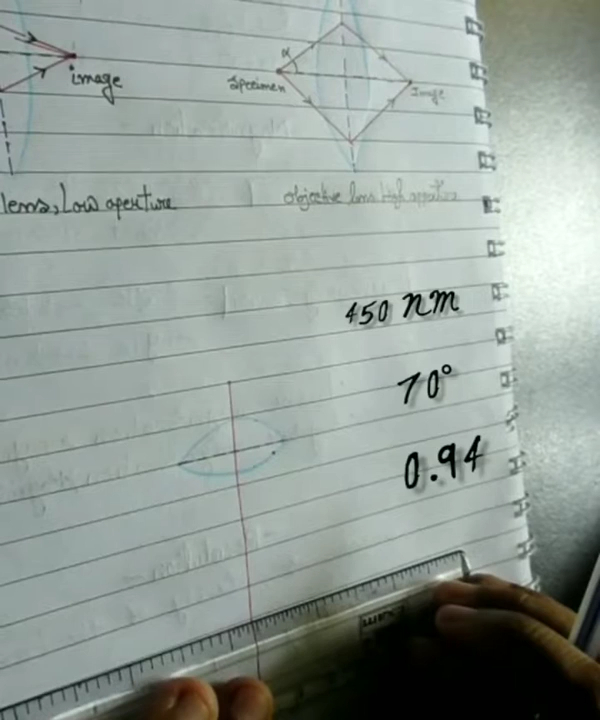 α
image
Specimen
Image
lens, Low aperture
objective lens High aperture
450 nm
70°
0.94